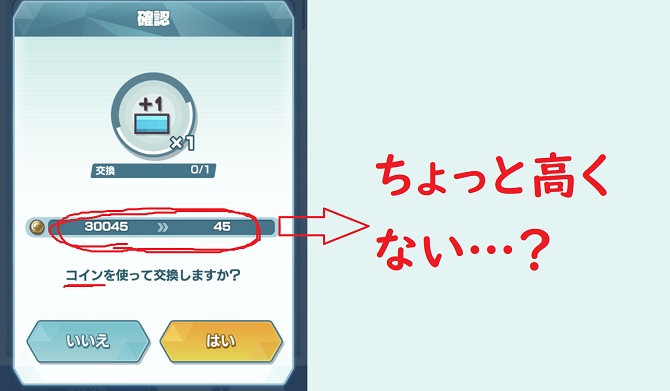 確認
+1
×1
交換 0/1
30045 » 45
コインを使って交換しますか?
いいえ はい
ちょっと高く
ない…?